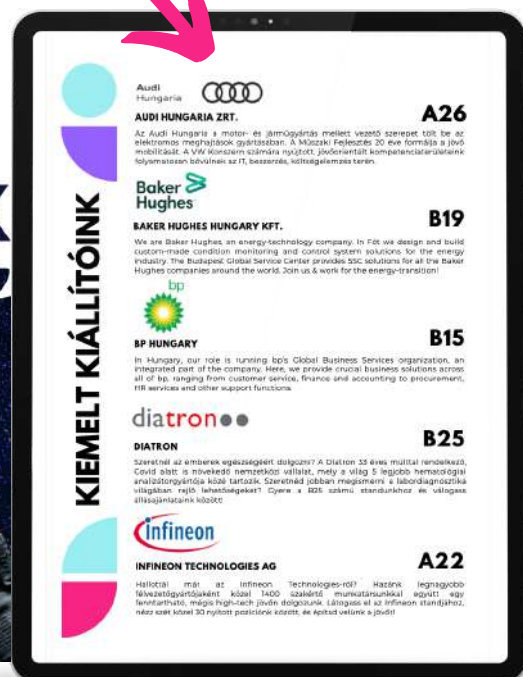 KIEMELT KIÁLLÍTÓINK
Audi
Hungaria
AUDI HUNGARIA ZRT.
A26
Az Audi Hungaria a motor- és járműgyártás mellett vezető szerepet tölt be az
elektromos meghajtások gyártásában. A Műszaki Fejlesztés 20 éve formálja a jövő
mobilitását. A VW Konszern számára nyújtott, jövőorientált kompetenciaterületeink
folyamatosan bővülnek az IT, beszerzés, költségelemzés terén.
Baker
Hughes
BAKER HUGHES HUNGARY KFT.
B19
We are Baker Hughes, an energy-technology company. In Fót we design and build
custom-made condition monitoring and control system solutions for the energy
industry. The Budapest Global Service Center provides SSC solutions for all the Baker
Hughes companies around the world. Join us & work for the energy-transition!
bp
BP HUNGARY
B15
In Hungary, our role is running bp's Global Business Services organization, an
integrated part of the company. Here, we provide crucial business solutions across
all of bp, ranging from customer service, finance and accounting to procurement,
HR services and other support functions.
diatron
DIATRON
B25
Szeretnél az emberek egészségéért dolgozni? A Diatron 33 éves múlttal rendelkező,
Covid alatt is növekedő nemzetközi vállalat, mely a világ 5 legjobb hematológiai
analizátorgyártója közé tartozik. Szeretnéd jobban megismerni a labordiagnosztika
világában rejlő lehetőségeket? Gyere a B25 számú standunkhoz és válogass
állásajánlataink között!
infineon
INFINEON TECHNOLOGIES AG
A22
Hallottál már az Infineon Technologies-ról? Hazánk legnagyobb
félvezetőgyártójaként közel 1400 szakértő munkatársunkkal együtt egy
fenntartható, mégis high-tech jövőn dolgozunk. Látogass el az Infineon standjához,
nézz szét közel 30 nyitott pozíciónk között, és építsd velünk a jövőt!